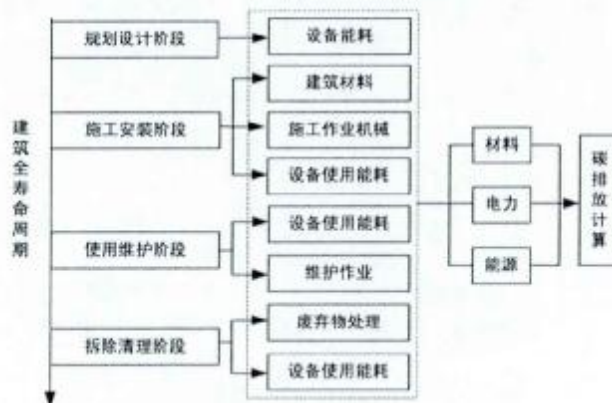 建筑全寿命周期
规划设计阶段
设备能耗
施工安装阶段
建筑材料
施工作业机械
设备使用能耗
使用维护阶段
设备使用能耗
维护作业
拆除清理阶段
废弃物处理
设备使用能耗
材料
电力
能源
碳排放计算